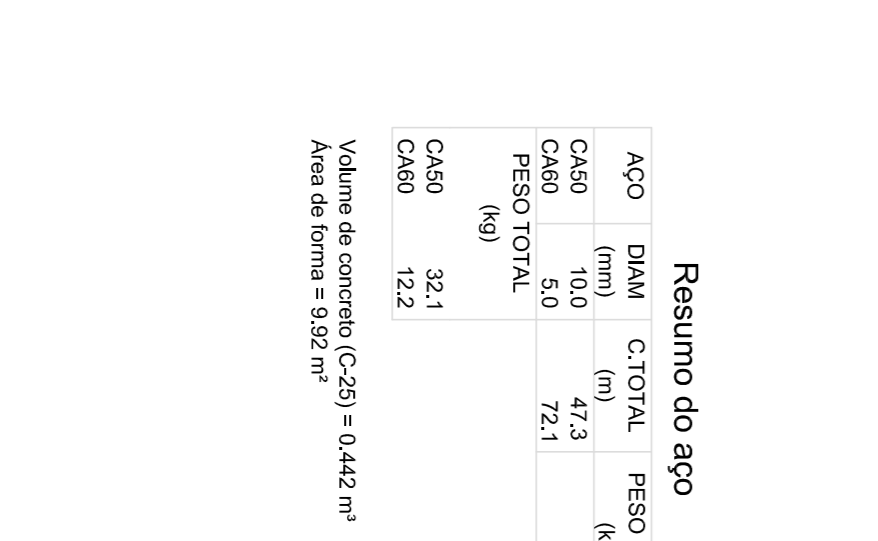 Resumo do aço
AÇO DIAM C.TOTAL PESO
(mm) (m) (k
CA50 10.0 47.3
CA60 5.0 72.1
PESO TOTAL
(kg)
CA50 32.1
CA60 12.2
Volume de concreto (C-25) = 0.442 m³
Área de forma = 9.92 m²